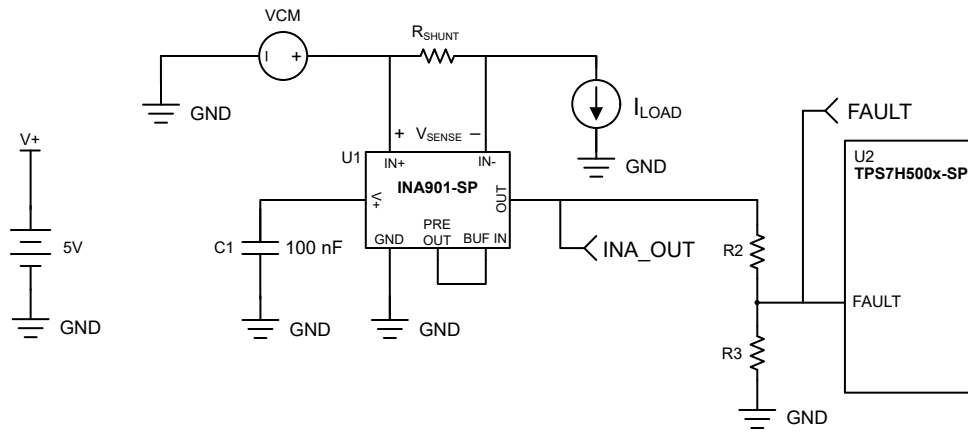 VCM
I
+
RSHUNT
GND
ILOAD
GND
FAULT
V+
+
VSENSE
–
U1
IN+
IN-
INA901-SP
V+
OUT
GND
PRE
OUT
BUF IN
U2
TPS7H500x-SP
5V
C1
100 nF
INA_OUT
R2
FAULT
GND
GND
GND
R3
GND